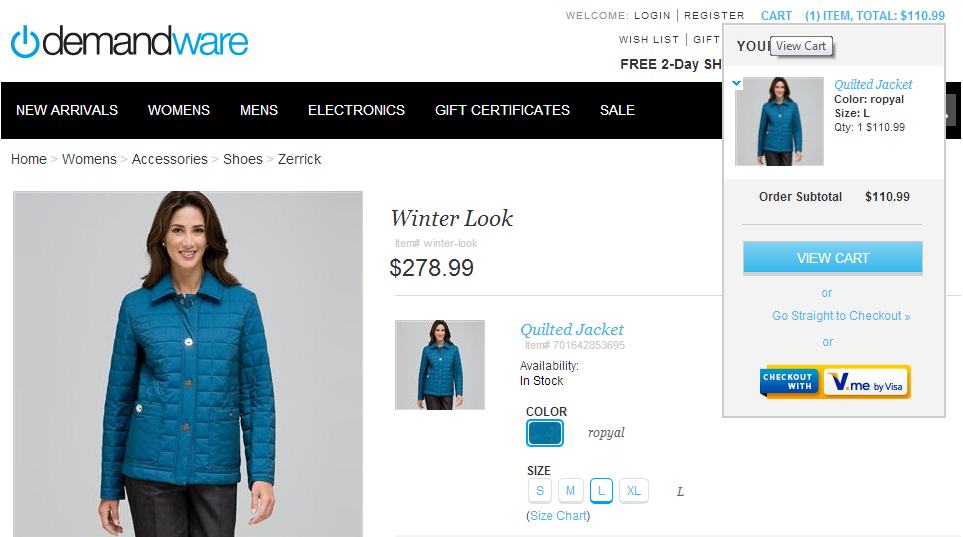 WELCOME: LOGIN | REGISTER CART (1) ITEM, TOTAL: $110.99
demandware
WISH LIST | GIFT
FREE 2-Day SH
View Cart
NEW ARRIVALS WOMENS MENS ELECTRONICS GIFT CERTIFICATES SALE
Home > Womens > Accessories > Shoes > Zerrick
Quilted Jacket
Color: ropyal
Size: L
Qty: 1 $110.99
Order Subtotal $110.99
VIEW CART
or
Go Straight to Checkout »
or
CHECKOUT WITH V.me by Visa
Winter Look
Item# winter-look
$278.99
Quilted Jacket
Item# 701642853695
Availability:
In Stock
COLOR
ropyal
SIZE
S M L XL L
(Size Chart)